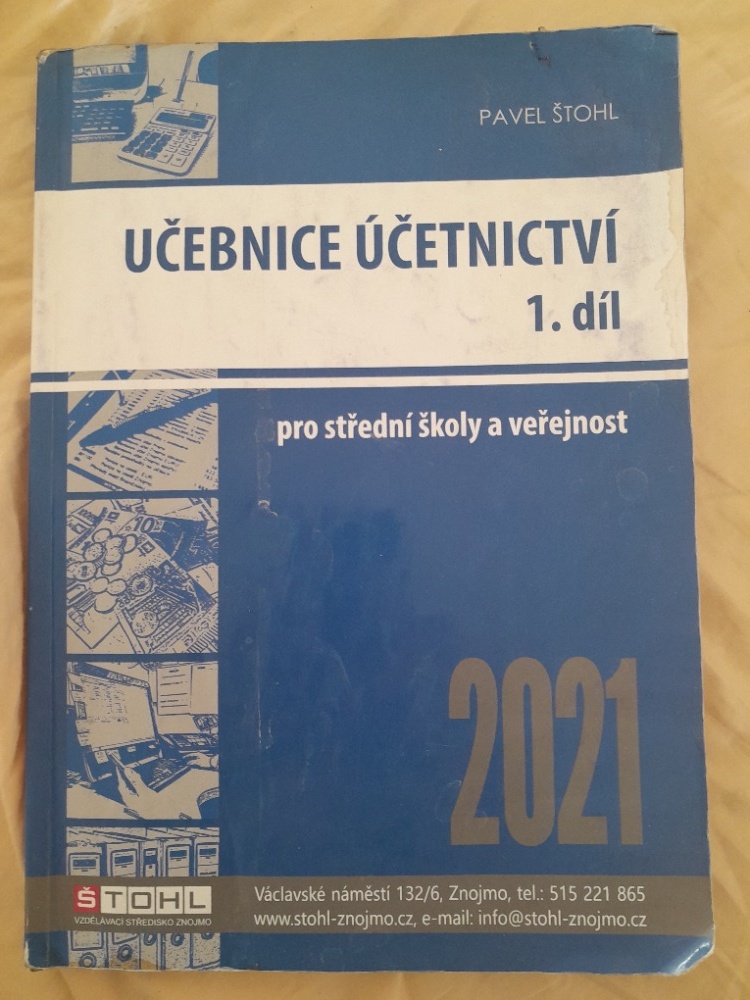 PAVEL ŠTOHL
UČEBNICE ÚČETNICTVÍ
1. díl
pro střední školy a veřejnost
2021
ŠTOHL
VZDĚLÁVACÍ STŘEDISKO ZNOJMO
Václavské náměstí 132/6, Znojmo, tel.: 515 221 865
www.stohl-znojmo.cz, e-mail: info@stohl-znojmo.cz